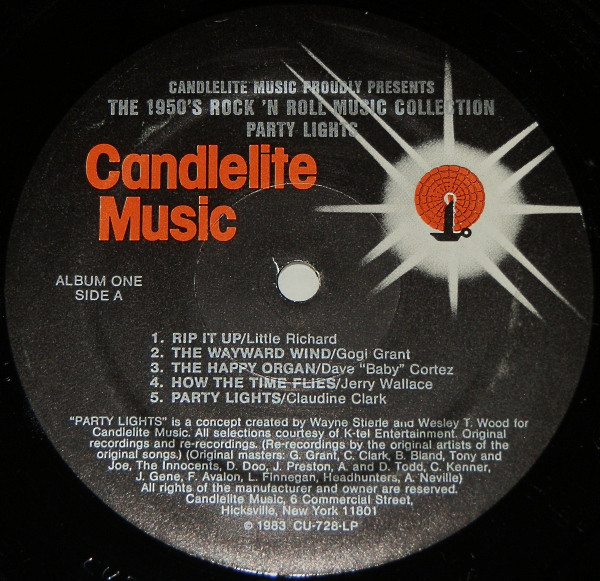 CANDLELITE MUSIC PROUDLY PRESENTS
THE 1950'S ROCK 'N ROLL MUSIC COLLECTION
PARTY LIGHTS
Candlelite
Music
ALBUM ONE
SIDE A
1. RIP IT UP/Little Richard
2. THE WAYWARD WIND/Gogi Grant
3. THE HAPPY ORGAN/Dave "Baby" Cortez
4. HOW THE TIME FLIES/Jerry Wallace
5. PARTY LIGHTS/Claudine Clark
"PARTY LIGHTS" is a concept created by Wayne Stierle and Wesley T. Wood for
Candlelite Music. All selections courtesy of K-tel Entertainment. Original
recordings and re-recordings. (Re-recordings by the original artists of the
original songs.) (Original masters: G. Grant, C. Clark, B. Bland, Tony and
Joe, The Innocents, D. Doo, J. Preston, A. and D. Todd, C. Kenner,
J. Gene, F. Avalon, L. Finnegan, Headhunters, A. Neville)
All rights of the manufacturer and owner are reserved.
Candlelite Music, 6 Commercial Street,
Hicksville, New York 11801
© 1983 CU-728-LP